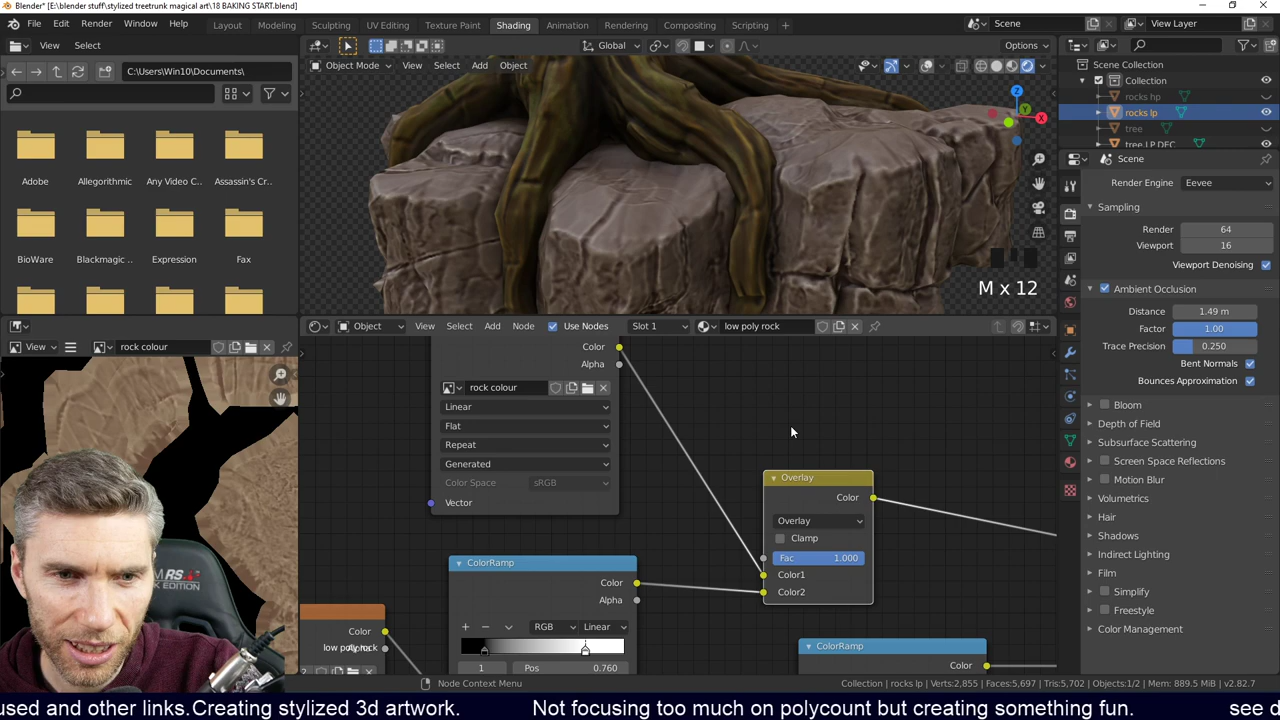 Blender* [E:\blender stuff\stylized treetrunk magical art\18 BAKING START.blend]
File Edit Render Window Help
Layout Modeling Sculpting UV Editing Texture Paint Shading Animation Rendering Compositing Scripting +
Scene
View Layer
View Select
Global
Options
C:\Users\Win10\Documents\
Object Mode View Select Add Object
Adobe Allegorithmic Any Video C.. Assassin's Cr..
BioWare Blackmagic .. Expression Fax
Z
Y
X
M x 12
Scene Collection
Collection
rocks hp
rocks lp
tree
tree LP DEC
Scene
Render Engine Eevee
Sampling
Render 64
Viewport 16
Viewport Denoising
Ambient Occlusion
Distance 1.49 m
Factor 1.00
Trace Precision 0.250
Bent Normals
Bounces Approximation
Bloom
Depth of Field
Subsurface Scattering
Screen Space Reflections
Motion Blur
Volumetrics
Hair
Shadows
Indirect Lighting
Film
Simplify
Freestyle
Color Management
Object View Select Add Node Use Nodes Slot 1 low poly rock
View rock colour
Color
Alpha
rock colour
Linear
Flat
Repeat
Generated
Color Space sRGB
Vector
Overlay
Color
Overlay
Clamp
Fac 1.000
Color1
Color2
ColorRamp
Color
Alpha
RGB Linear
1 Pos 0.760
Color
low poly rock
ColorRamp
Color
RS
K EDITION
Node Context Menu
Collection | rocks lp | Verts:2,855 | Faces:5,697 | Tris:5,702 | Objects:1/2 | Mem: 889.5 MiB | v2.82.7
used and other links.Creating stylized 3d artwork. Not focusing too much on polycount but creating something fun. see d